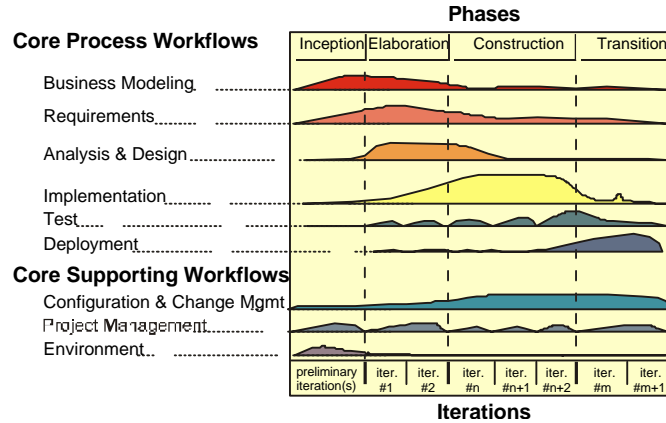 Phases
Core Process Workflows
Inception Elaboration Construction Transition
Business Modeling
Requirements
Analysis & Design
Implementation
Test
Deployment
Core Supporting Workflows
Configuration & Change Mgmt
Project Management
Environment
preliminary iteration(s)
iter. #1
iter. #2
iter. #n
iter. #n+1
iter. #n+2
iter. #m
iter. #m+1
Iterations